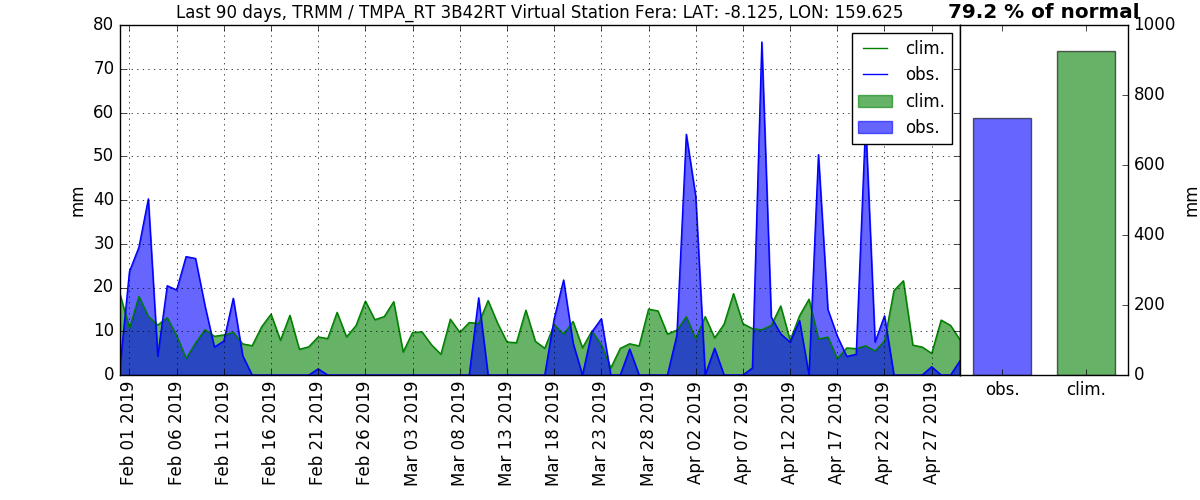 Last 90 days, TRMM / TMPA_RT 3B42RT Virtual Station Fera: LAT: -8.125, LON: 159.625
79.2 % of normal
80
70
60
50
40
30
20
10
0
mm
clim.
obs.
clim.
obs.
1000
800
600
400
200
0
mm
obs.
clim.
Feb 01 2019
Feb 06 2019
Feb 11 2019
Feb 16 2019
Feb 21 2019
Feb 26 2019
Mar 03 2019
Mar 08 2019
Mar 13 2019
Mar 18 2019
Mar 23 2019
Mar 28 2019
Apr 02 2019
Apr 07 2019
Apr 12 2019
Apr 17 2019
Apr 22 2019
Apr 27 2019